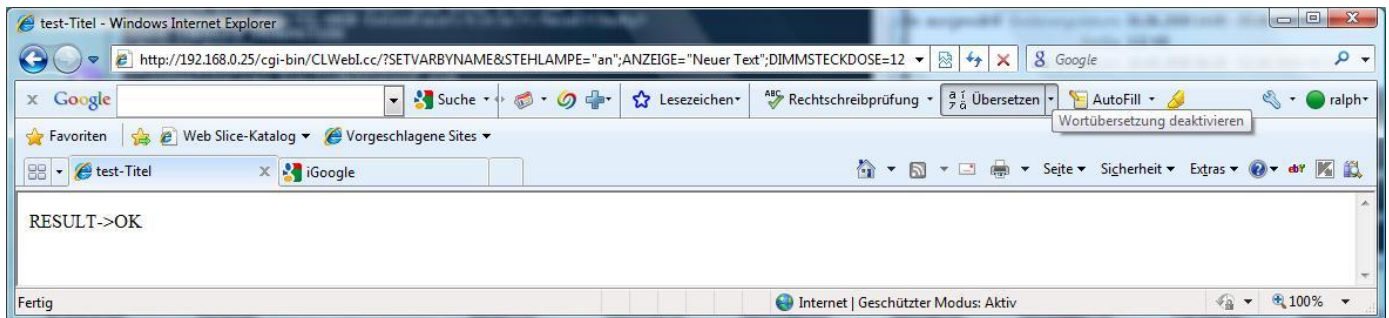 test-Titel - Windows Internet Explorer
http://192.168.0.25/cgi-bin/CLWebI.cc/?SETVARBYNAME&STEHLAMPE="an";ANZEIGE="Neuer Text";DIMMSTECKDOSE=12 Google
x Google Suche Lesezeichen Rechtschreibprüfung Übersetzen AutoFill ralph
Wortübersetzung deaktivieren
Favoriten Web Slice-Katalog Vorgeschlagene Sites
test-Titel x iGoogle Seite Sicherheit Extras ebY K
RESULT->OK
Fertig Internet | Geschützter Modus: Aktiv 100%